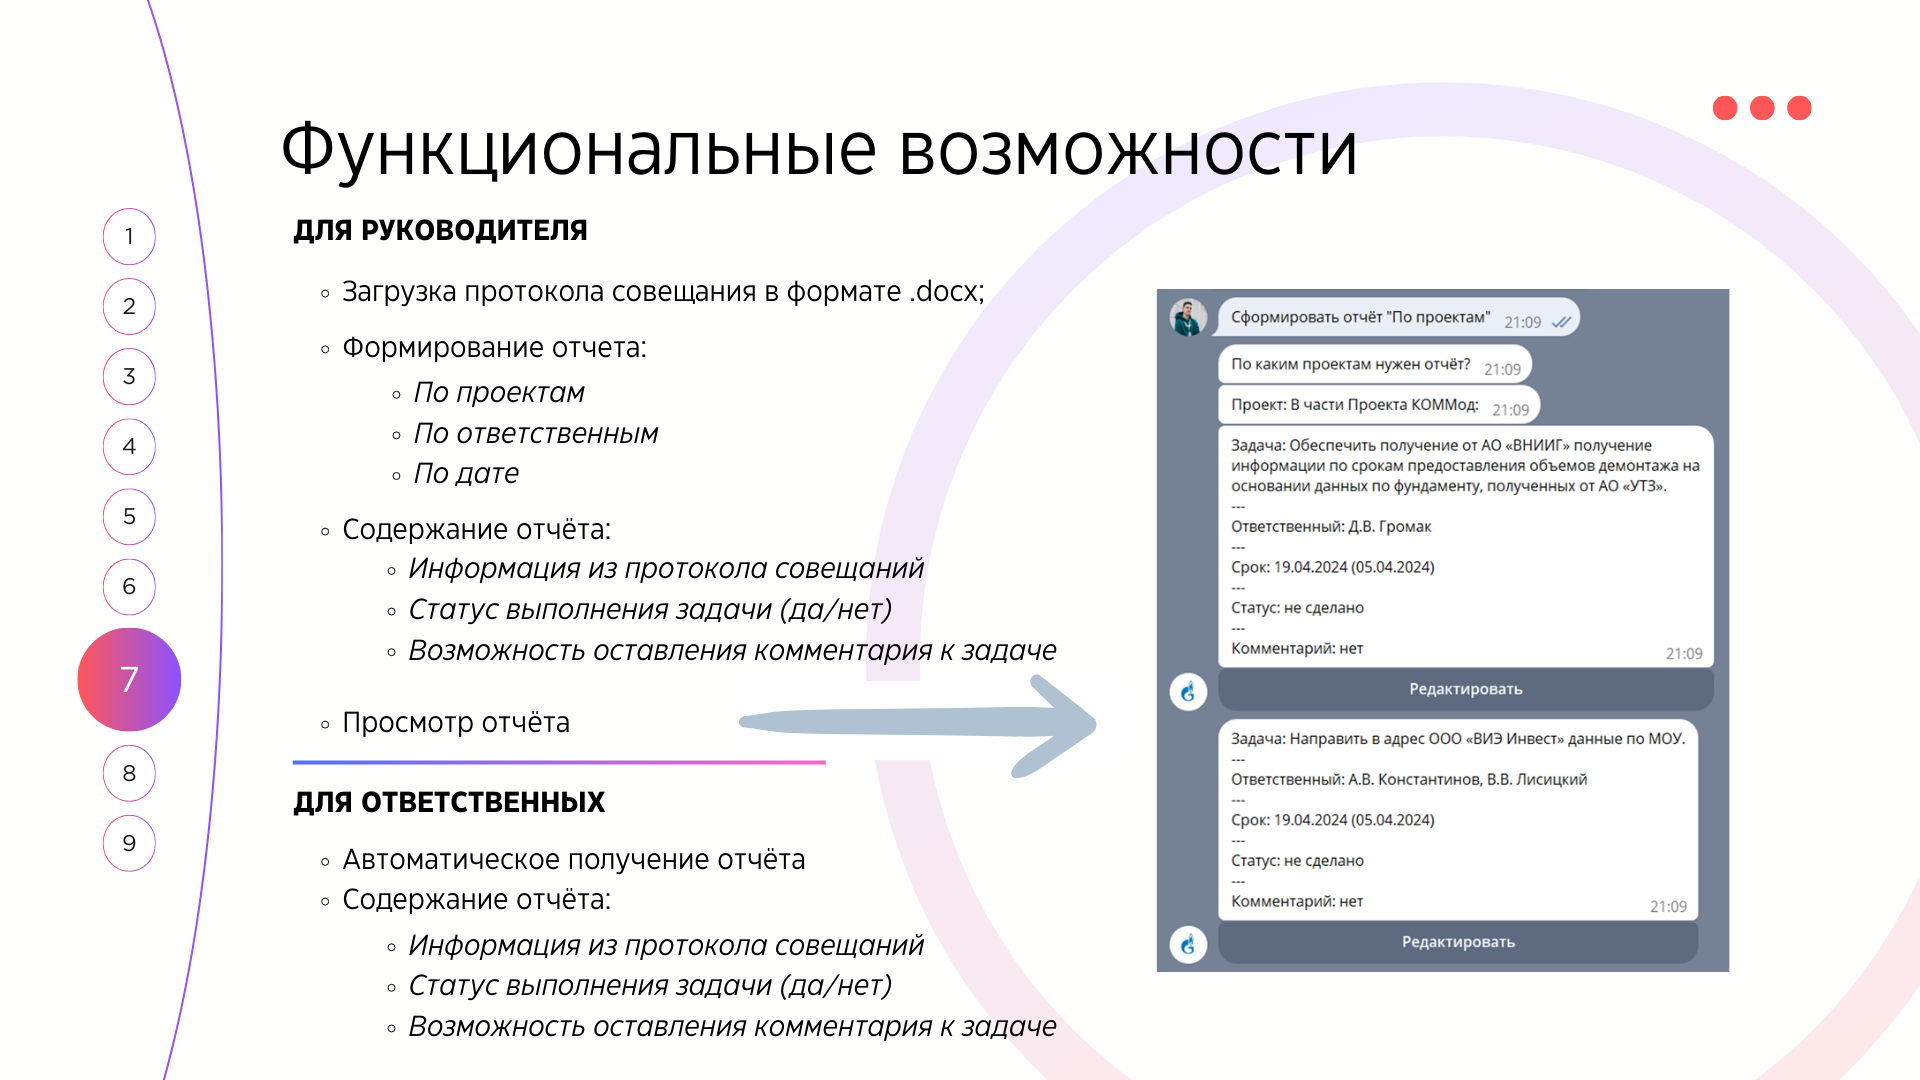 Функциональные возможности
1
2
3
4
5
6
7
8
9
ДЛЯ РУКОВОДИТЕЛЯ
Загрузка протокола совещания в формате .docx;
Формирование отчета:
По проектам
По ответственным
По дате
Содержание отчёта:
Информация из протокола совещаний
Статус выполнения задачи (да/нет)
Возможность оставления комментария к задаче
Просмотр отчёта
ДЛЯ ОТВЕТСТВЕННЫХ
Автоматическое получение отчёта
Содержание отчёта:
Информация из протокола совещаний
Статус выполнения задачи (да/нет)
Возможность оставления комментария к задаче
Сформировать отчёт "По проектам" 21:09
По каким проектам нужен отчёт? 21:09
Проект: В части Проекта КОММод: 21:09
Задача: Обеспечить получение от АО «ВНИИГ» получение
информации по срокам предоставления объемов демонтажа на
основании данных по фундаменту, полученных от АО «УТЗ».
---
Ответственный: Д.В. Громак
---
Срок: 19.04.2024 (05.04.2024)
---
Статус: не сделано
---
Комментарий: нет 21:09
Редактировать
Задача: Направить в адрес ООО «ВИЭ Инвест» данные по МОУ.
---
Ответственный: А.В. Константинов, В.В. Лисицкий
---
Срок: 19.04.2024 (05.04.2024)
---
Статус: не сделано
---
Комментарий: нет 21:09
Редактировать